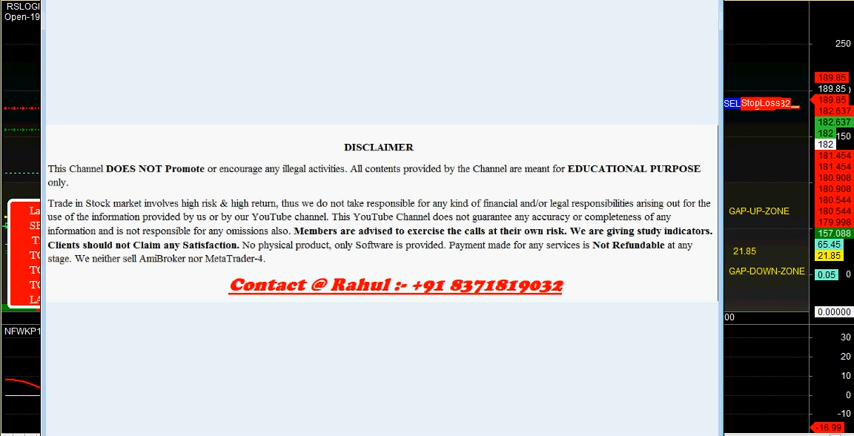 RSLOGI
Open-19
DISCLAIMER
This Channel DOES NOT Promote or encourage any illegal activities. All contents provided by the Channel are meant for EDUCATIONAL PURPOSE
only.
Trade in Stock market involves high risk & high return, thus we do not take responsible for any kind of financial and/or legal responsibilities arising out for the
use of the information provided by us or by our YouTube channel. This YouTube Channel does not guarantee any accuracy or completeness of any
information and is not responsible for any omissions also. Members are advised to exercise the calls at their own risk. We are giving study indicators.
Clients should not Claim any Satisfaction. No physical product, only Software is provided. Payment made for any services is Not Refundable at any
stage. We neither sell AmiBroker nor MetaTrader-4.
Contact @ Rahul :- +91 8371819032
La
SE
T
TO
TO
TO
LA
NFWKP1
SEL StopLoss
GAP-UP-ZONE
21.85
GAP-DOWN-ZONE
00
250
189.85
189.85
189.85
182.637
182.637
182
150
182
181.454
181.454
180.908
180.908
180.544
180.544
179.998
157.088
65.45
21.85
0.05 0
0.00000
30
20
10
0
-10
-16.99